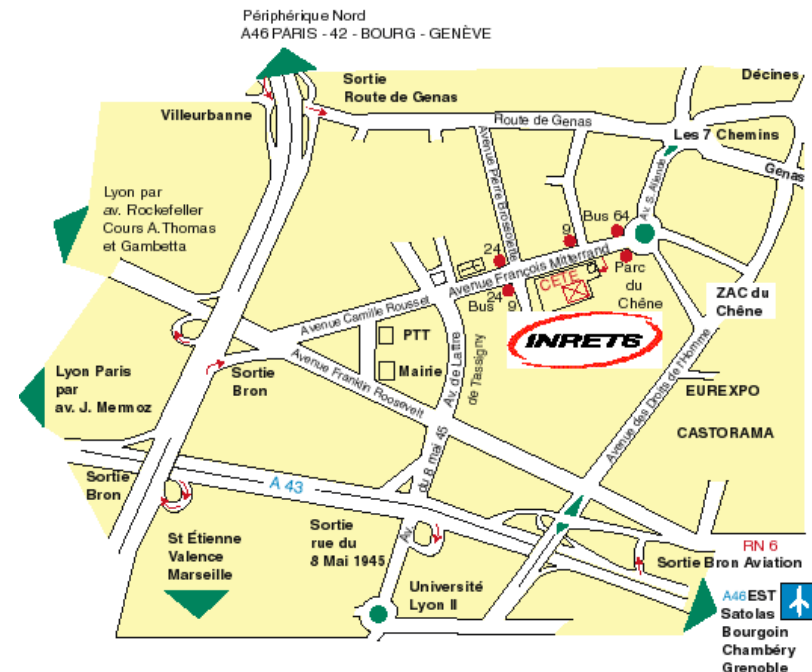 Périphérique Nord
A46 PARIS - 42 - BOURG - GENÈVE
Sortie
Route de Genas
Décines
Villeurbanne
Route de Genas
Les 7 Chemins
Genas
Avenue Pierre Brossolette
Av. S. Allende
Lyon par
av. Rockefeller
Cours A. Thomas
et Gambetta
Bus 64
9
24
Avenue François Mitterrand
CETE
Parc
du
Chêne
Bus
24
9
ZAC du
Chêne
Avenue Camille Rousset
PTT
INRETS
Mairie
Av. de Lattre
de Tassigny
Avenue Franklin Roosevelt
Avenue des Droits de l'Homme
Lyon Paris
par
av. J. Mermoz
Sortie
Bron
EUREXPO
CASTORAMA
Sortie
Bron
A 43
Av. du 8 mai 45
St Étienne
Valence
Marseille
Sortie
rue du
8 Mai 1945
RN 6
Sortie Bron Aviation
Université
Lyon II
A46 EST
Satolas
Bourgoin
Chambéry
Grenoble